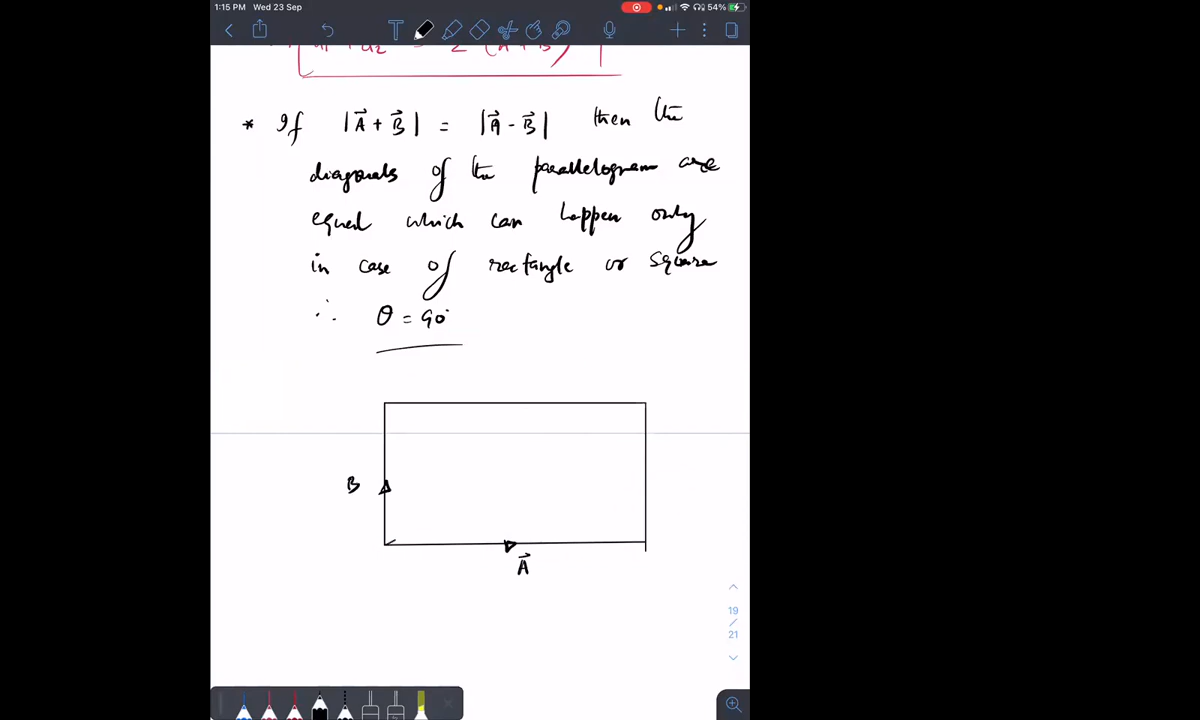 1:15 PM Wed 23 Sep 54%
* If |A⃗ + B⃗| = |A⃗ - B⃗| then the
diagonals of the parallelogram are
equal which can happen only
in case of rectangle or square
∴ θ = 90°
B
A⃗
19
/
21